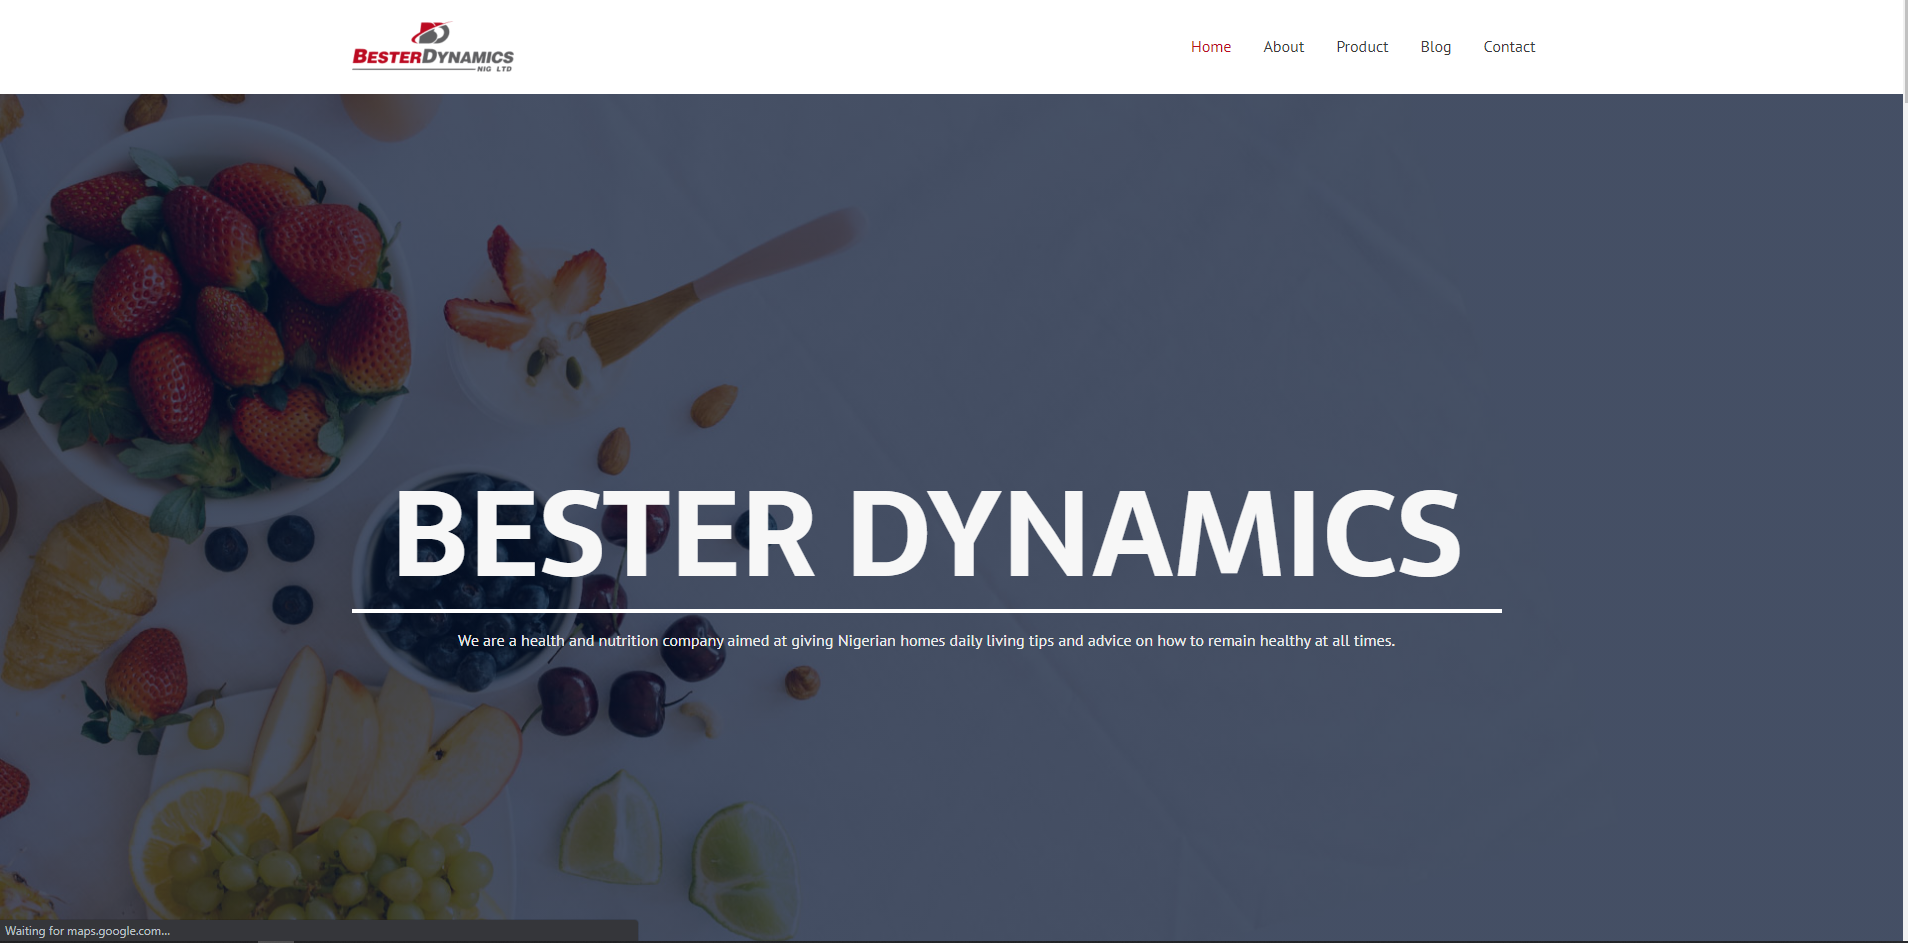 BESTERDYNAMICS
NIG LTD
Home About Product Blog Contact
BESTER DYNAMICS
We are a health and nutrition company aimed at giving Nigerian homes daily living tips and advice on how to remain healthy at all times.
Waiting for maps.google.com...